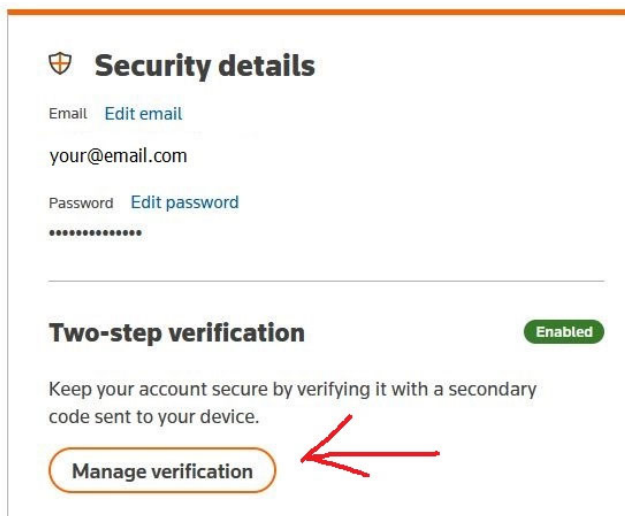 Security details
Email Edit email
your@email.com
Password Edit password
••••••••••••••
Two-step verification Enabled
Keep your account secure by verifying it with a secondary
code sent to your device.
Manage verification